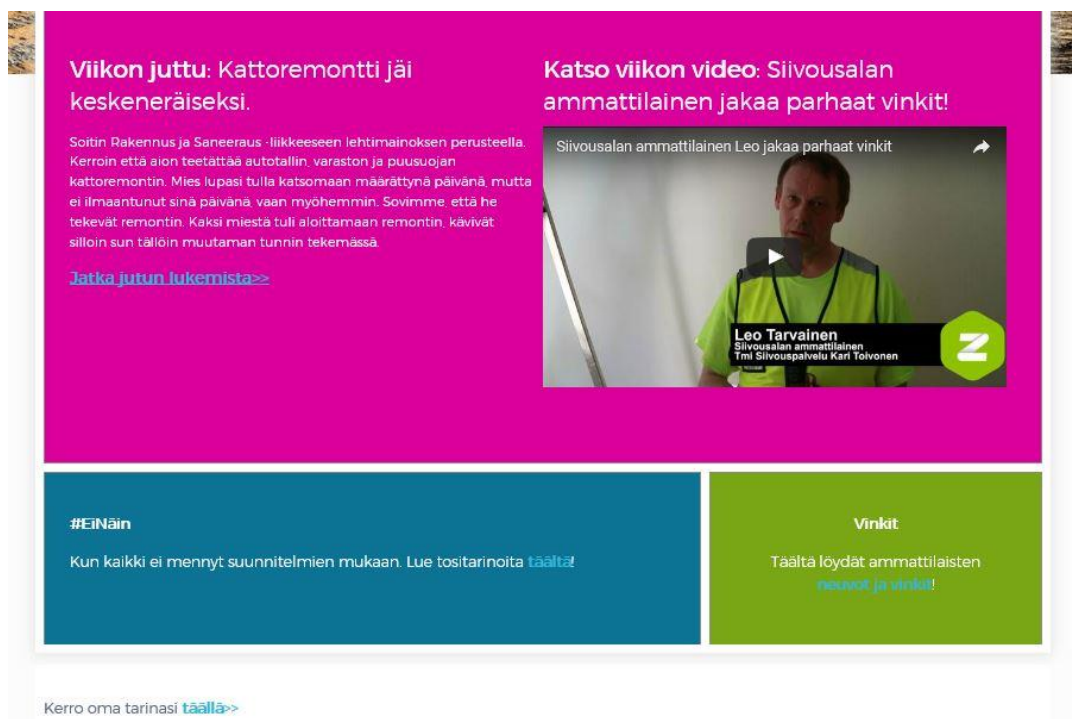 Viikon juttu: Kattoremontti jäi
keskeneräiseksi.
Soitin Rakennus ja Saneeraus -liikkeeseen lehtimainoksen perusteella.
Kerroin että aion teetättää autotallin, varaston ja puusuojan
kattoremontin. Mies lupasi tulla katsomaan määrättynä päivänä, mutta
ei ilmaantunut sinä päivänä, vaan myöhemmin. Sovimme, että he
tekevät remontin. Kaksi miestä tuli aloittamaan remontin, kävivät
silloin sun tällöin muutaman tunnin tekemässä.
Jatka jutun lukemista>>
Katso viikon video: Siivousalan
ammattilainen jakaa parhaat vinkit!
Siivousalan ammattilainen Leo jakaa parhaat vinkit
Leo Tarvainen
Siivousalan ammattilainen
Tmi Siivouspalvelu Kari Toivonen
Z
#EiNäin
Kun kaikki ei mennyt suunnitelmien mukaan. Lue tositarinoita täältä!
Vinkit
Täältä löydät ammattilaisten
neuvot ja vinkit!
Kerro oma tarinasi täällä>>